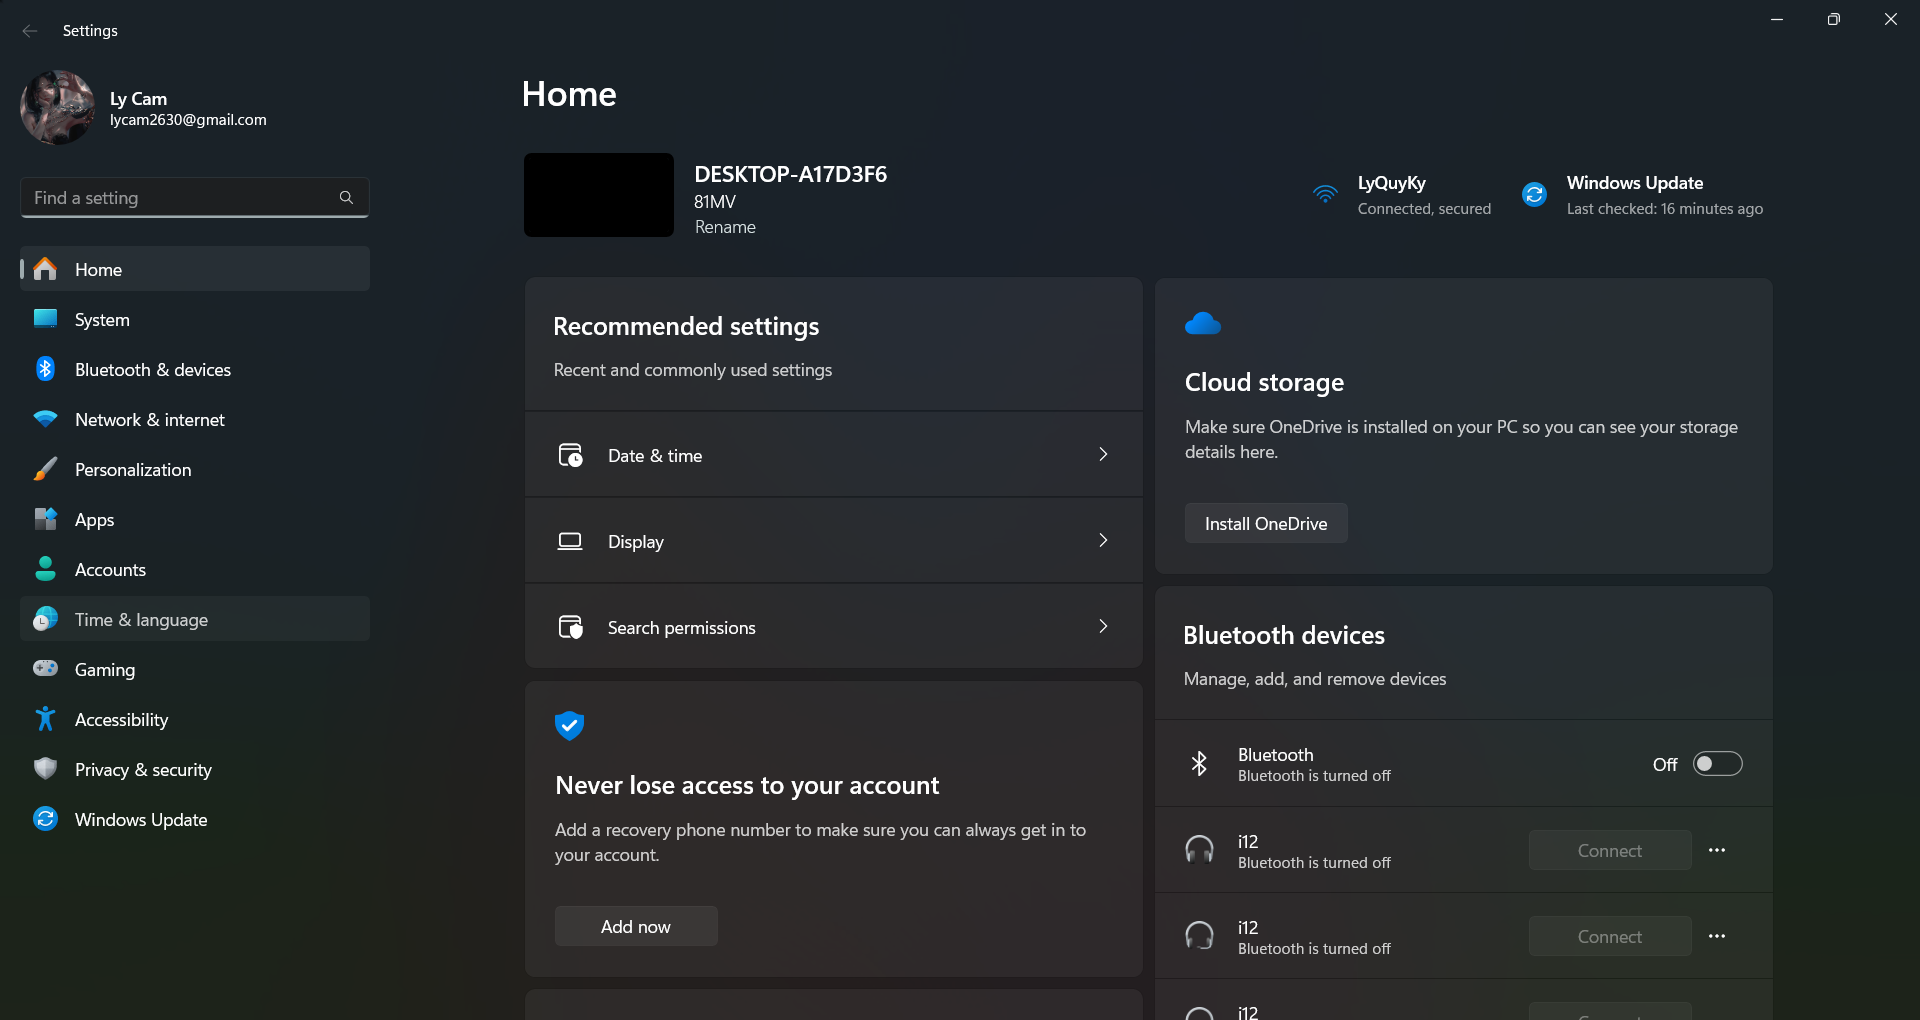 Settings
Ly Cam
lycam2630@gmail.com
Find a setting
Home
System
Bluetooth & devices
Network & internet
Personalization
Apps
Accounts
Time & language
Gaming
Accessibility
Privacy & security
Windows Update
Home
DESKTOP-A17D3F6
81MV
Rename
LyQuyKy
Connected, secured
Windows Update
Last checked: 16 minutes ago
Recommended settings
Recent and commonly used settings
Date & time
Display
Search permissions
Never lose access to your account
Add a recovery phone number to make sure you can always get in to
your account.
Add now
Cloud storage
Make sure OneDrive is installed on your PC so you can see your storage
details here.
Install OneDrive
Bluetooth devices
Manage, add, and remove devices
Bluetooth
Bluetooth is turned off
Off
i12
Bluetooth is turned off
Connect
i12
Bluetooth is turned off
Connect
i12